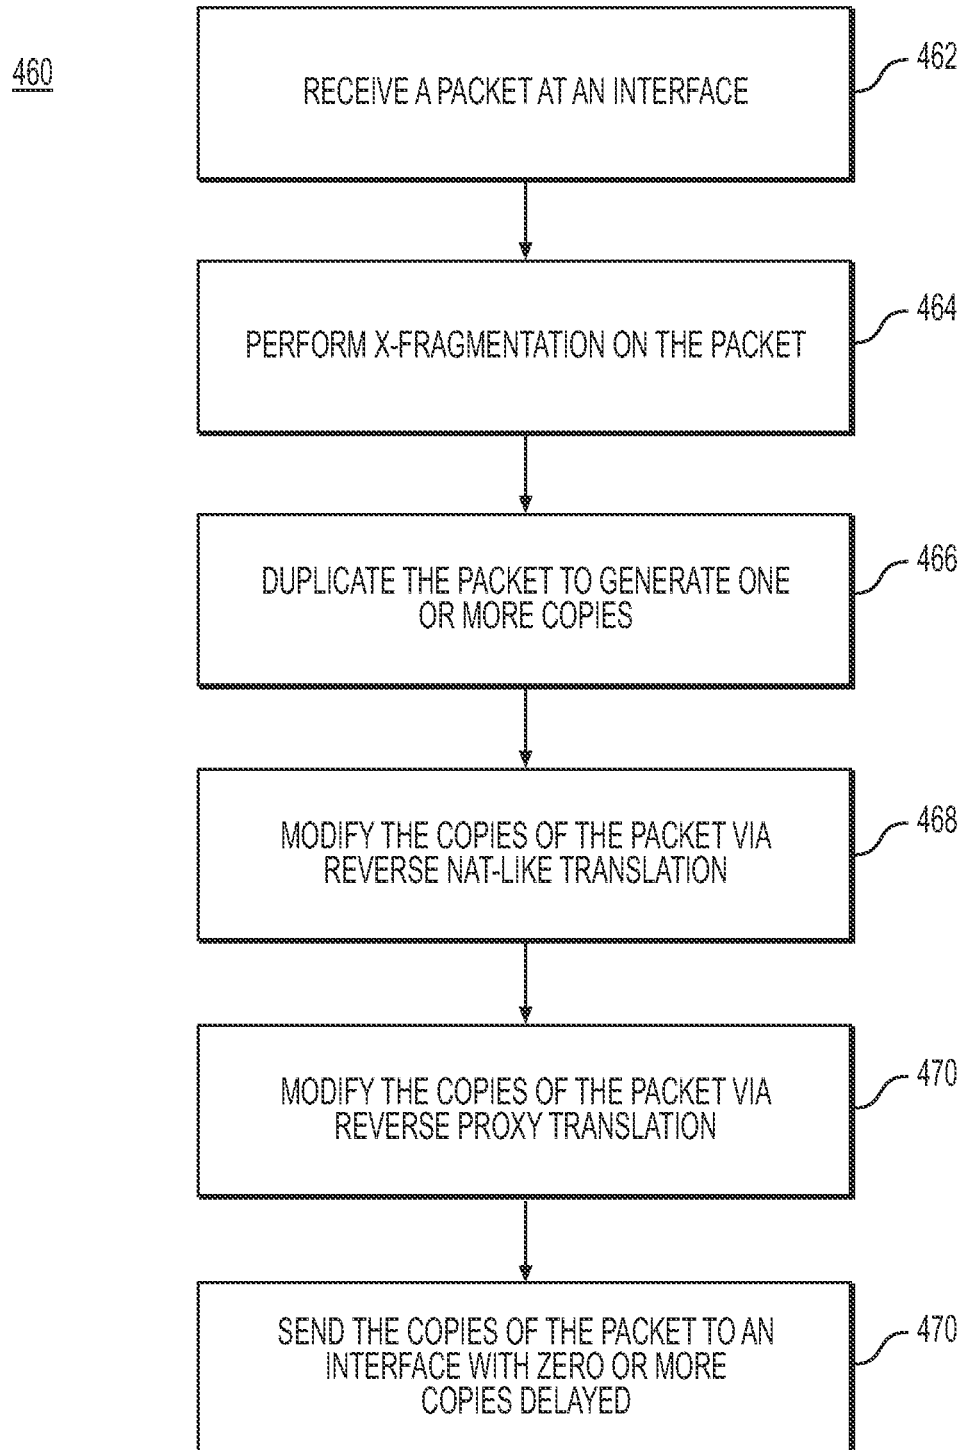 460
RECEIVE A PACKET AT AN INTERFACE
462
PERFORM X-FRAGMENTATION ON THE PACKET
464
DUPLICATE THE PACKET TO GENERATE ONE
OR MORE COPIES
466
MODIFY THE COPIES OF THE PACKET VIA
REVERSE NAT-LIKE TRANSLATION
468
MODIFY THE COPIES OF THE PACKET VIA
REVERSE PROXY TRANSLATION
470
SEND THE COPIES OF THE PACKET TO AN
INTERFACE WITH ZERO OR MORE
COPIES DELAYED
470